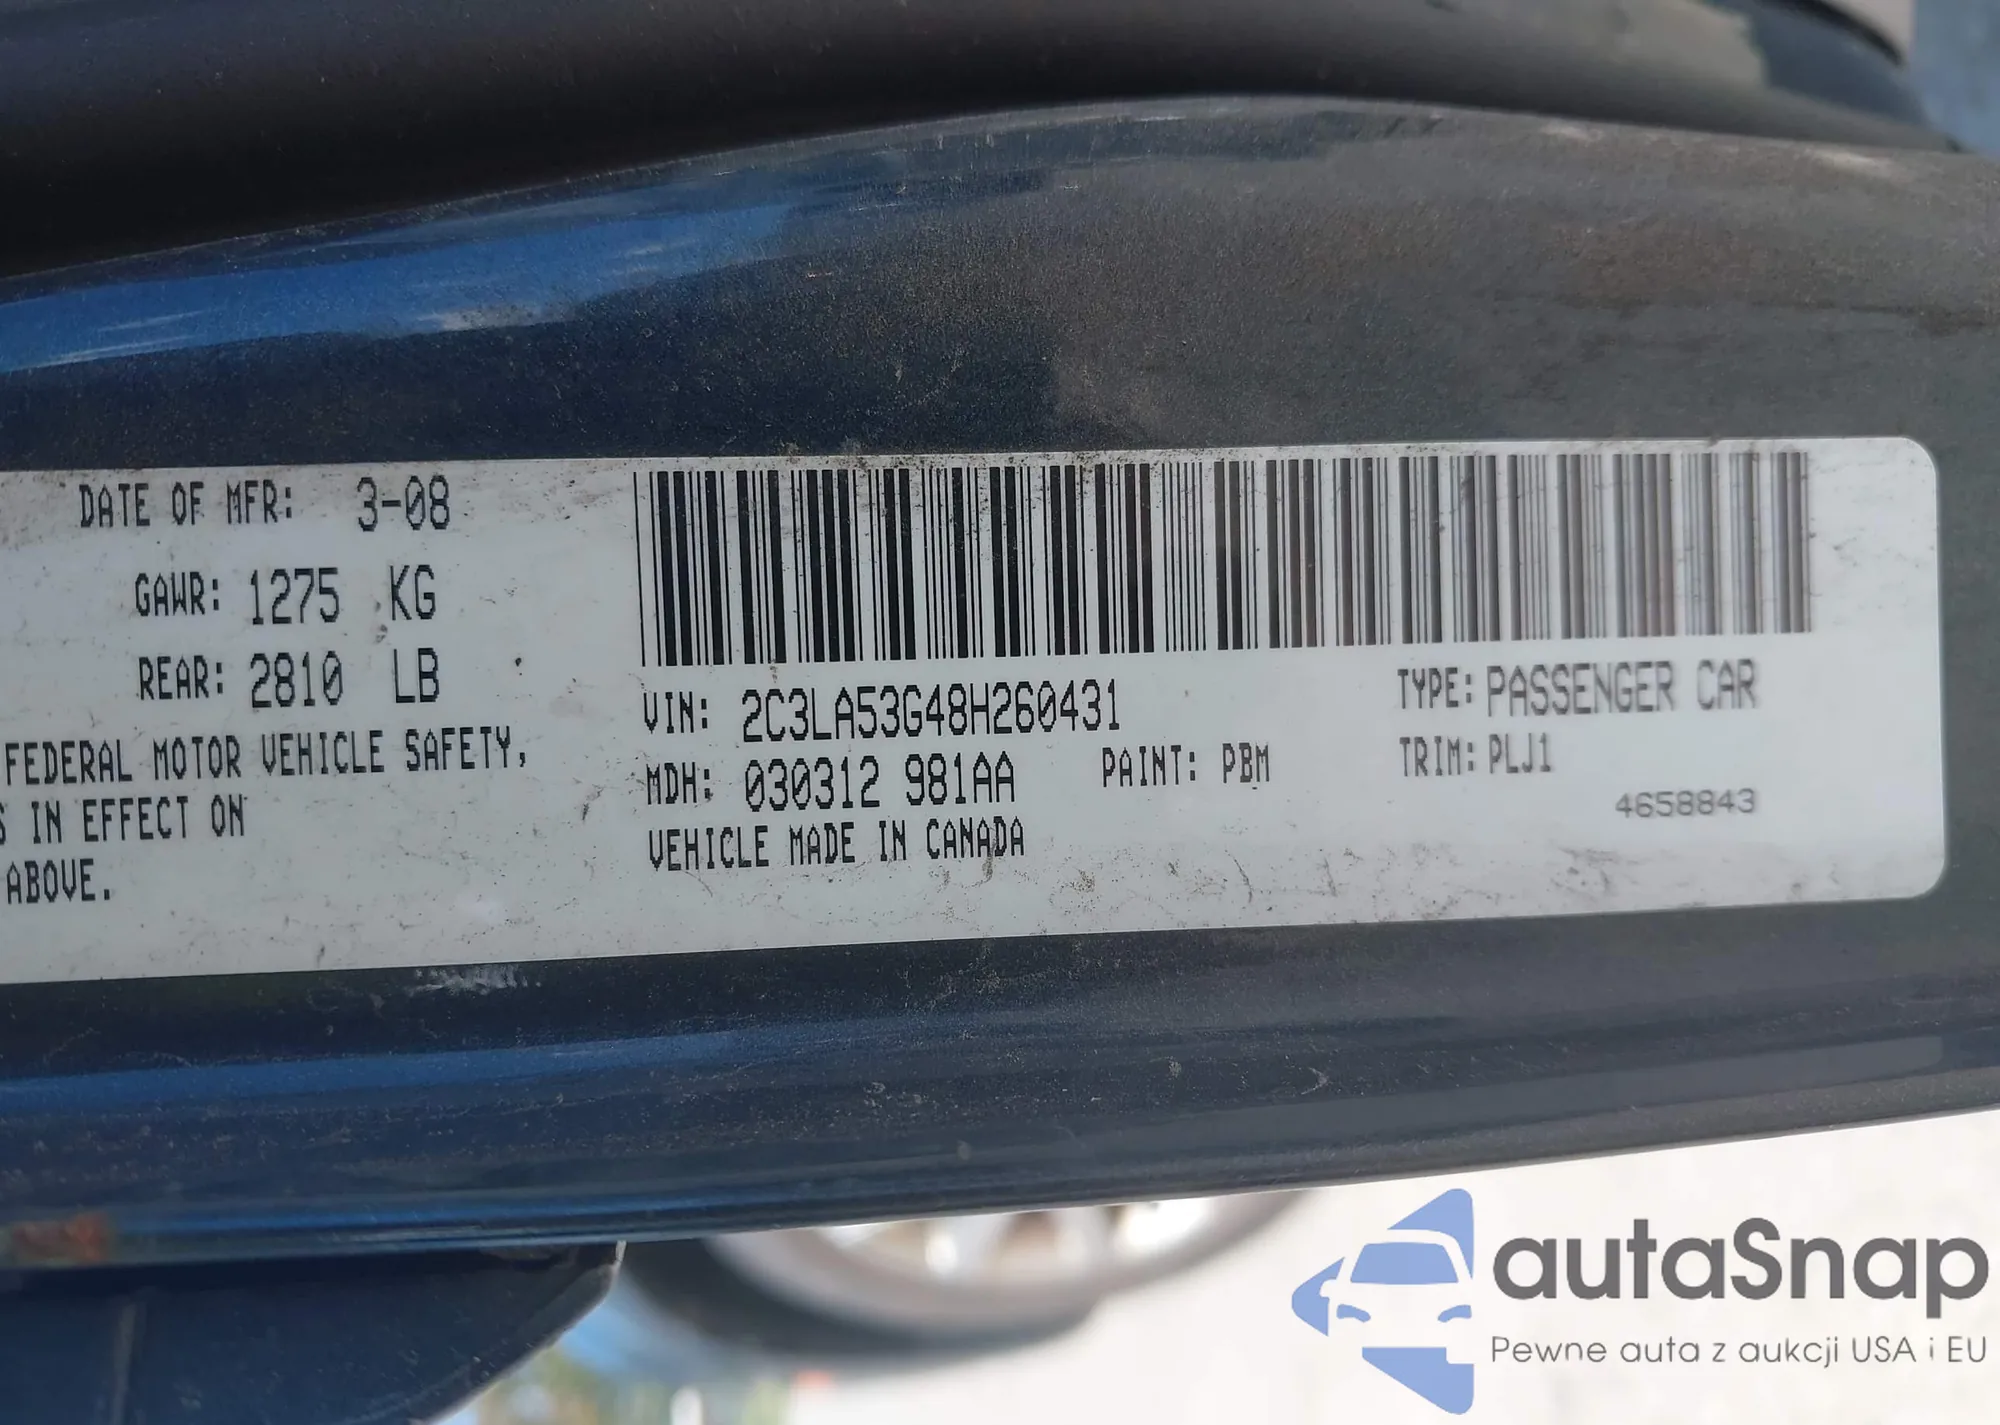 DATE OF MFR: 3-08
GAWR: 1275 KG
REAR: 2810 LB
FEDERAL MOTOR VEHICLE SAFETY,
S IN EFFECT ON
ABOVE.
VIN: 2C3LA53G48H260431
TYPE: PASSENGER CAR
MDH: 030312 981AA
PAINT: PBM
TRIM: PLJ1
VEHICLE MADE IN CANADA
4658843
autaSnap
Pewne auta z aukcji USA i EU